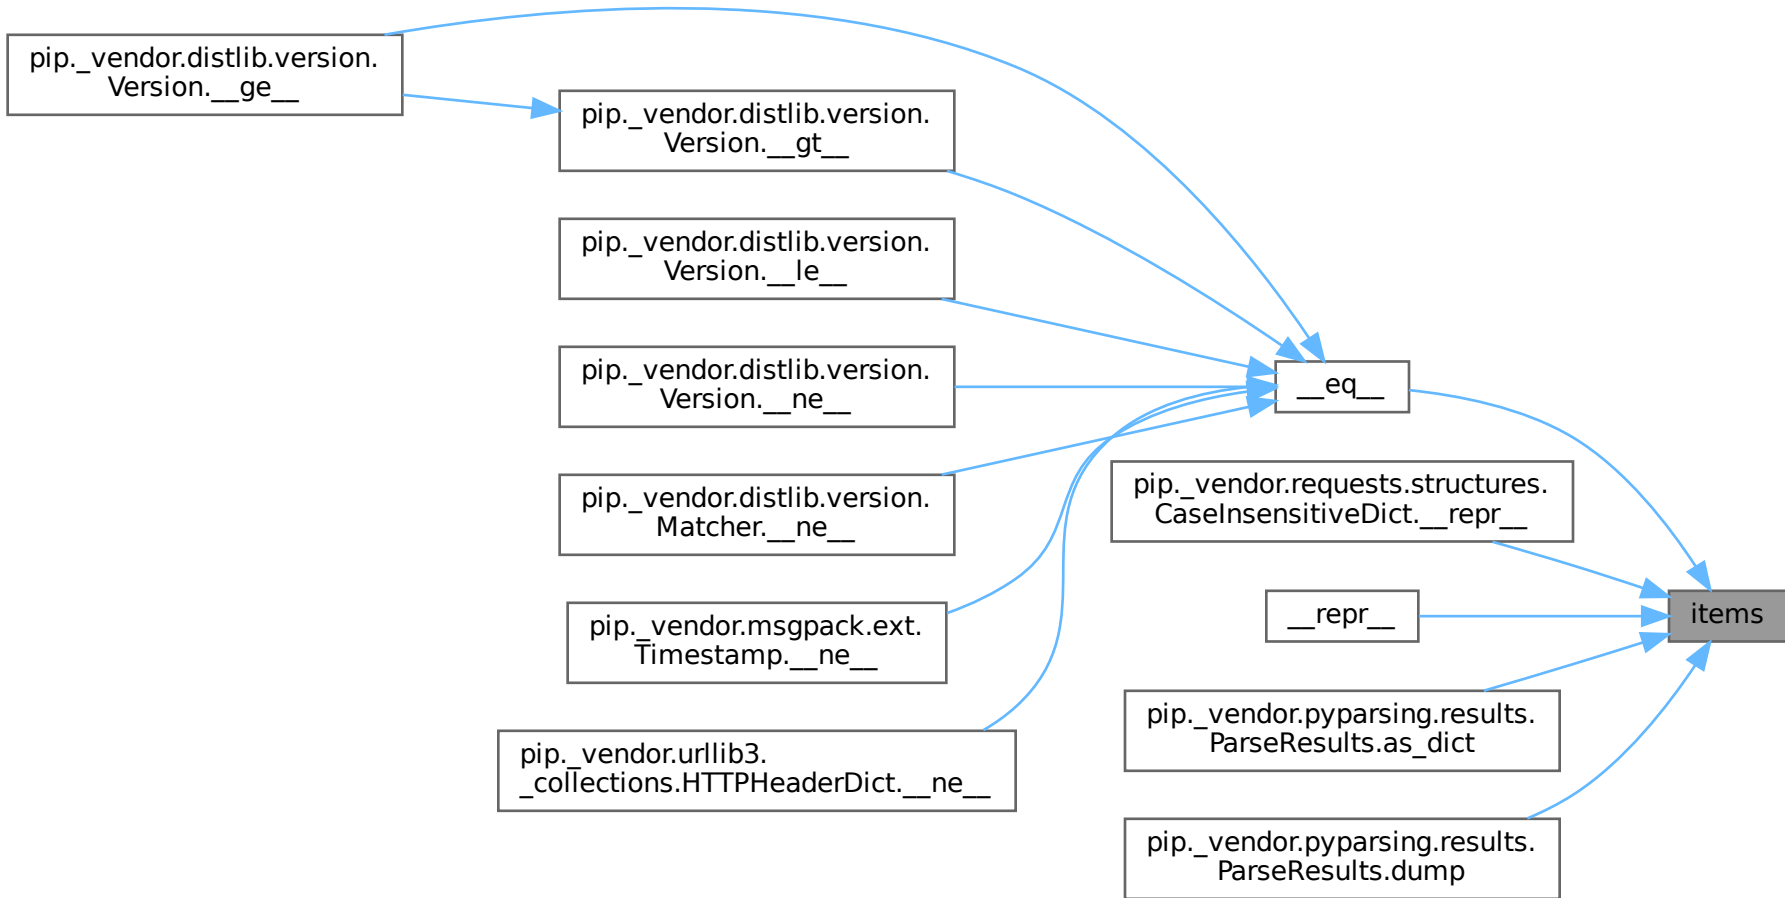 pip._vendor.distlib.version.
Version.__ge__
pip._vendor.distlib.version.
Version.__gt__
pip._vendor.distlib.version.
Version.__le__
pip._vendor.distlib.version.
Version.__ne__
pip._vendor.distlib.version.
Matcher.__ne__
pip._vendor.msgpack.ext.
Timestamp.__ne__
pip._vendor.urllib3.
_collections.HTTPHeaderDict.__ne__
__eq__
pip._vendor.requests.structures.
CaseInsensitiveDict.__repr__
__repr__
pip._vendor.pyparsing.results.
ParseResults.as_dict
pip._vendor.pyparsing.results.
ParseResults.dump
items